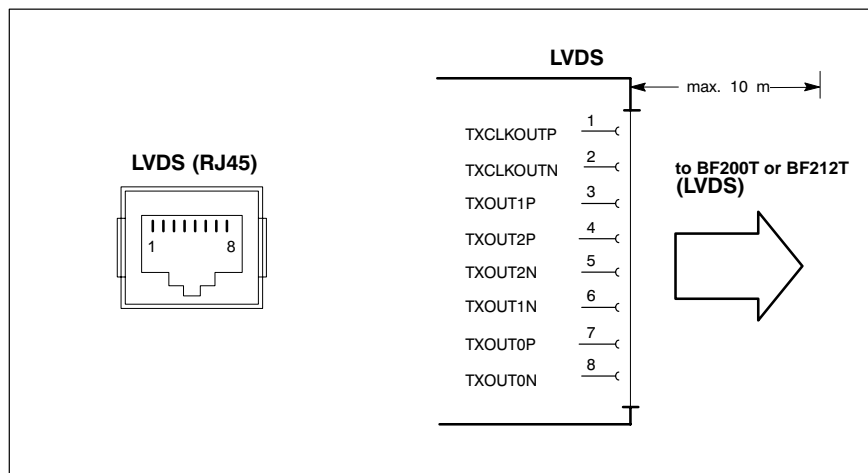 LVDS
max. 10 m
LVDS (RJ45)
1 8
TXCLKOUTP 1
TXCLKOUTN 2
TXOUT1P 3
TXOUT2P 4
TXOUT2N 5
TXOUT1N 6
TXOUT0P 7
TXOUT0N 8
to BF200T or BF212T
(LVDS)